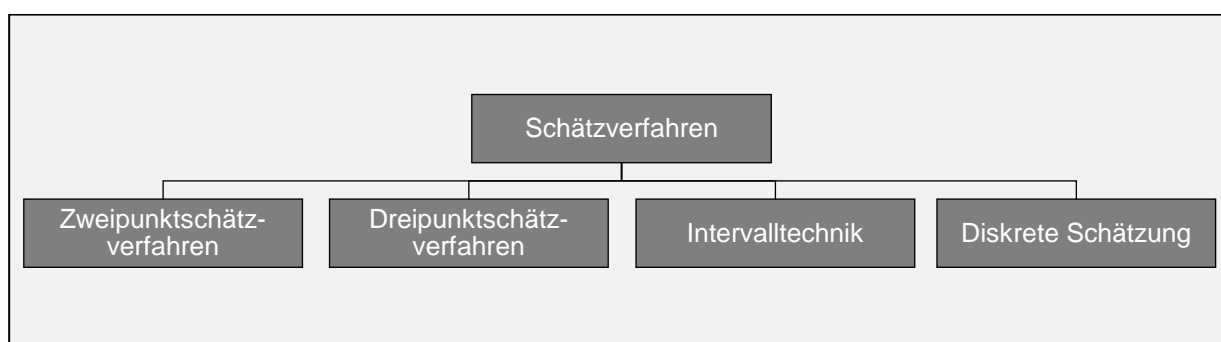 Schätzverfahren
Zweipunktschätz-
verfahren
Dreipunktschätz-
verfahren
Intervalltechnik
Diskrete Schätzung